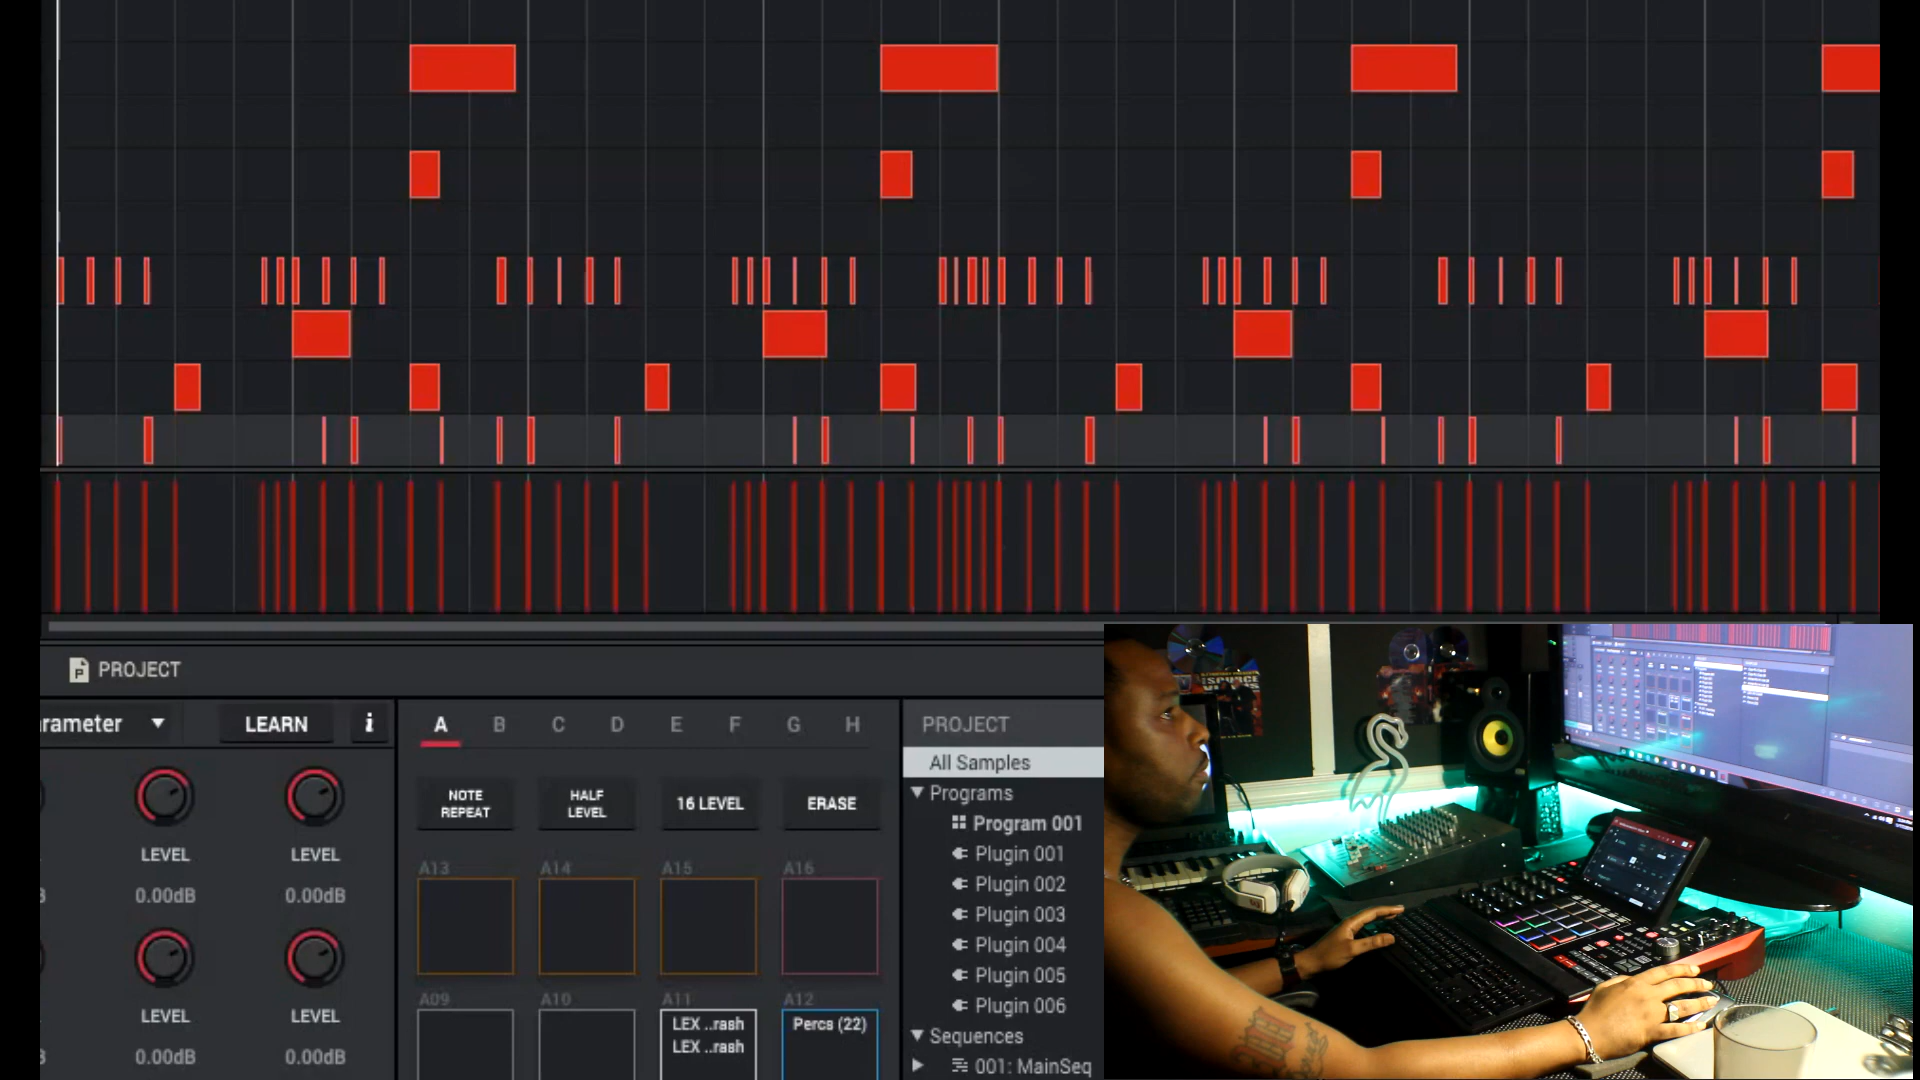 PROJECT
rameter
LEARN
i
A B C D E F G H
NOTE
REPEAT
HALF
LEVEL
16 LEVEL
ERASE
LEVEL
LEVEL
0.00dB
0.00dB
LEVEL
LEVEL
0.00dB
0.00dB
A13
A14
A15
A16
A09
A10
A11
A12
LEX ..rash
LEX ..rash
Percs (22)
PROJECT
All Samples
Programs
Program 001
Plugin 001
Plugin 002
Plugin 003
Plugin 004
Plugin 005
Plugin 006
Sequences
001: MainSeq
SOURCE